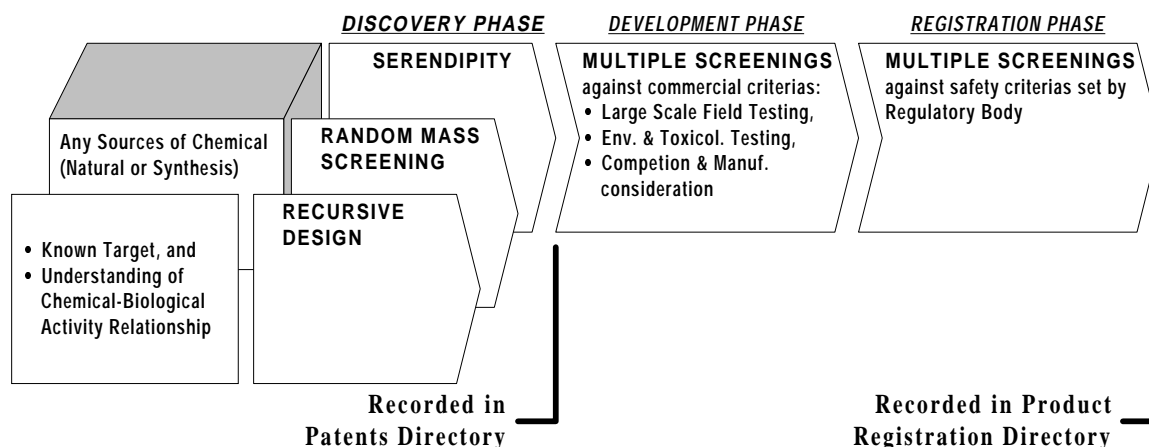 DISCOVERY PHASE
DEVELOPMENT PHASE
REGISTRATION PHASE
SERENDIPITY
MULTIPLE SCREENINGS
against commercial criterias:
• Large Scale Field Testing,
• Env. & Toxicol. Testing,
• Competion & Manuf.
consideration
MULTIPLE SCREENINGS
against safety criterias set by
Regulatory Body
Any Sources of Chemical
(Natural or Synthesis)
RANDOM MASS
SCREENING
RECURSIVE
DESIGN
• Known Target, and
• Understanding of
Chemical-Biological
Activity Relationship
Recorded in
Patents Directory
Recorded in Product
Registration Directory